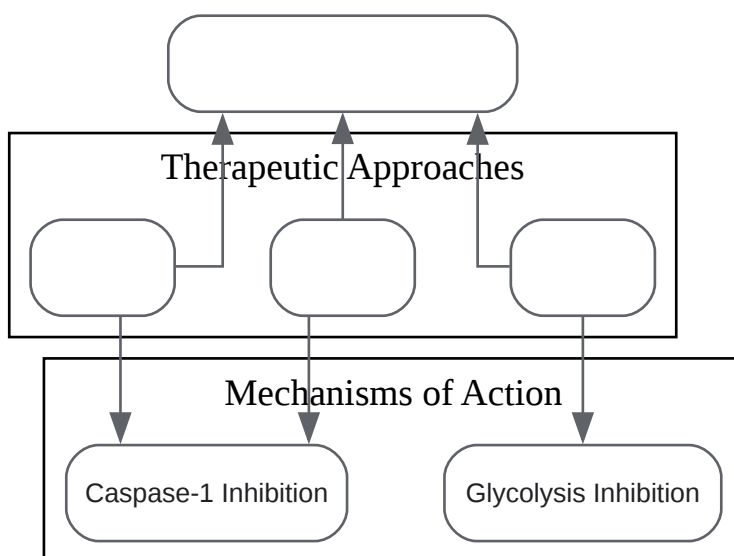 Therapeutic Approaches
Mechanisms of Action
Caspase-1 Inhibition
Glycolysis Inhibition